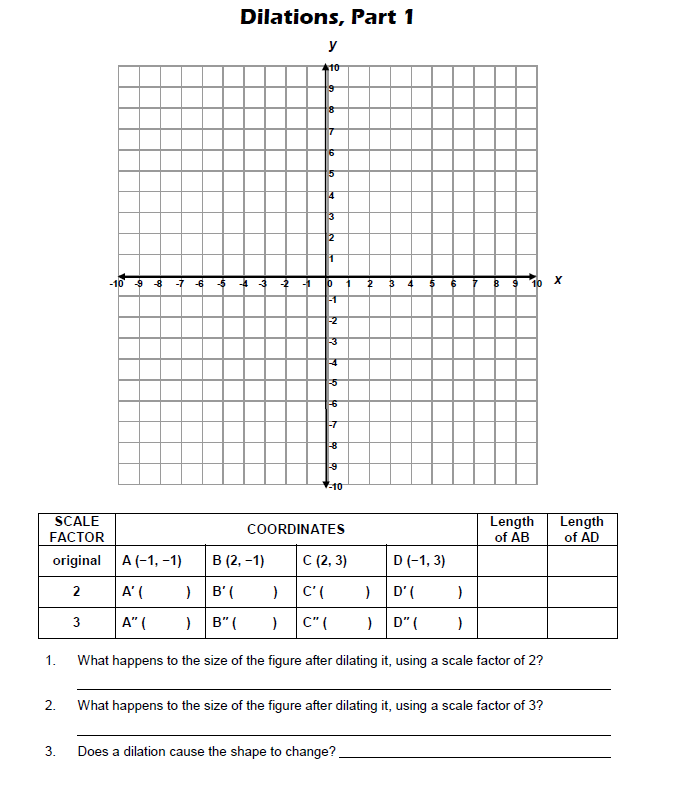 Dilations, Part 1
y
10
9
8
7
6
5
4
3
2
1
-10 -9 -8 -7 -6 -5 -4 -3 -2 -1 0 1 2 3 4 5 6 7 8 9 10 x
-1
-2
-3
-4
-5
-6
-7
-8
-9
-10
SCALE FACTOR COORDINATES Length of AB Length of AD
original A (−1, −1) B (2, −1) C (2, 3) D (−1, 3)
2 A′ ( ) B′ ( ) C′ ( ) D′ ( )
3 A″ ( ) B″ ( ) C″ ( ) D″ ( )
1. What happens to the size of the figure after dilating it, using a scale factor of 2?
2. What happens to the size of the figure after dilating it, using a scale factor of 3?
3. Does a dilation cause the shape to change?